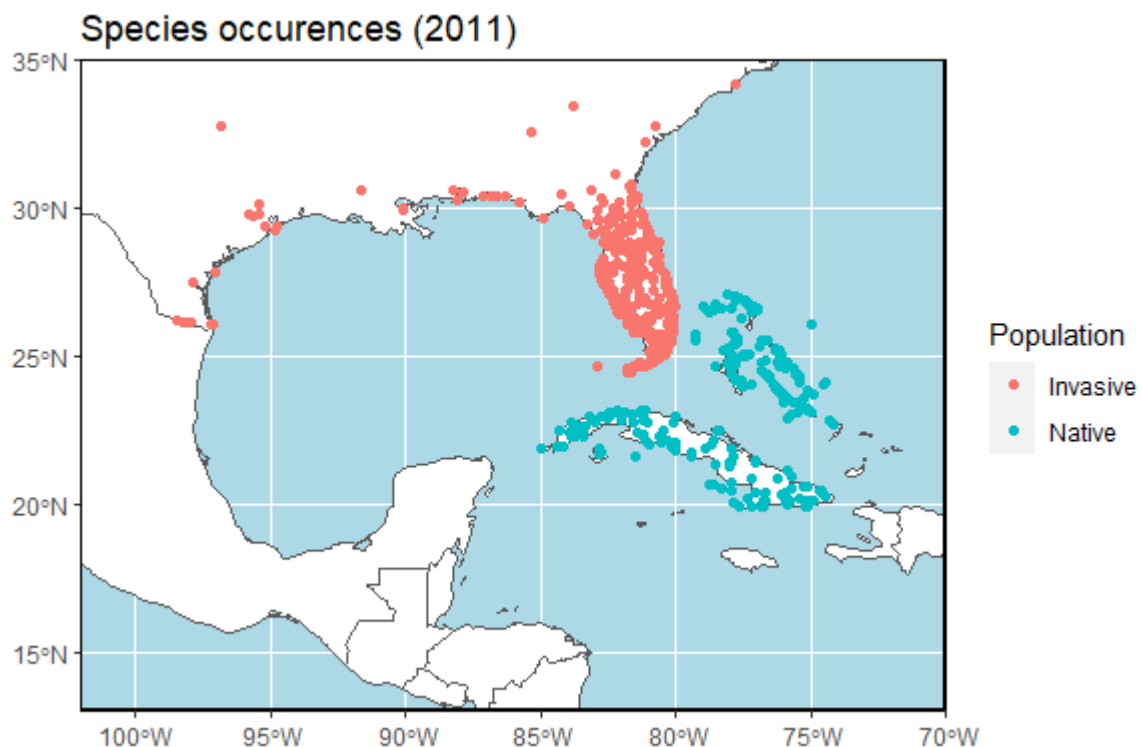 Species occurences (2011)
35°N
30°N
25°N
20°N
15°N
100°W
95°W
90°W
85°W
80°W
75°W
70°W
Population
Invasive
Native